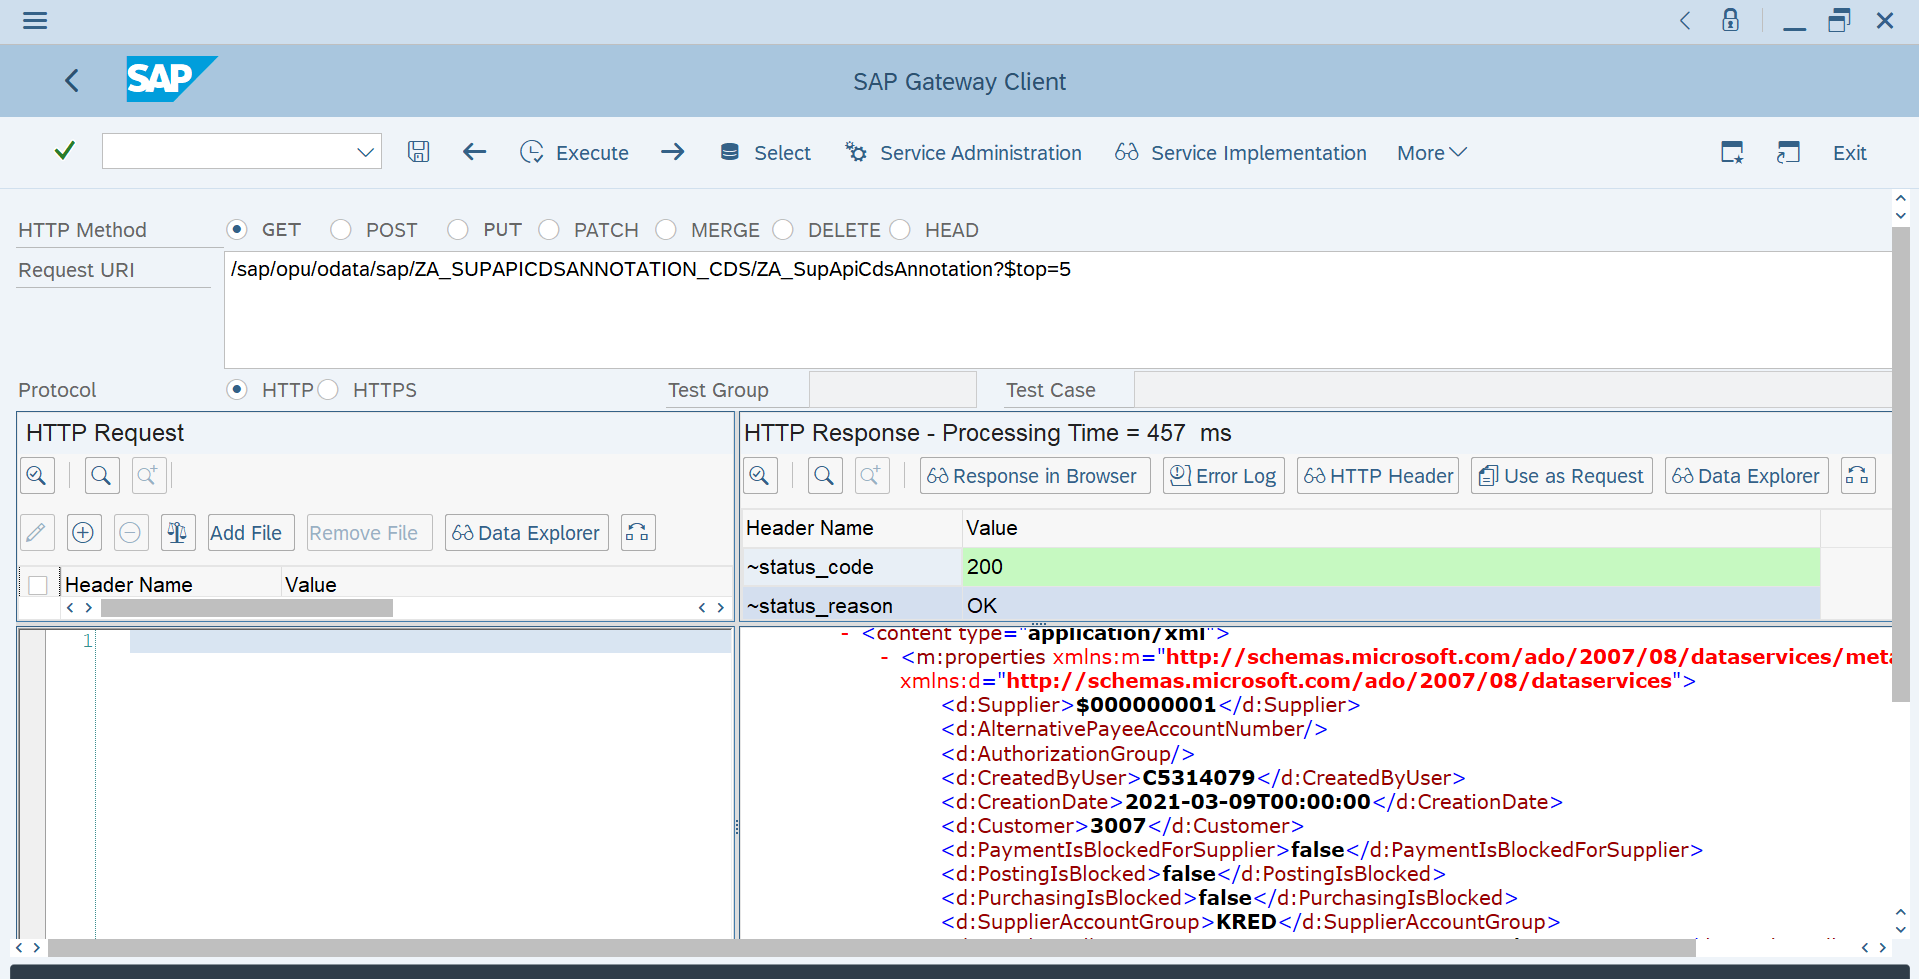 SAP
SAP Gateway Client
Execute Select Service Administration Service Implementation More Exit
HTTP Method GET POST PUT PATCH MERGE DELETE HEAD
Request URI /sap/opu/odata/sap/ZA_SUPAPICDSANNOTATION_CDS/ZA_SupApiCdsAnnotation?$top=5
Protocol HTTP HTTPS Test Group Test Case
HTTP Request
Add File Remove File Data Explorer
Header Name Value
1
HTTP Response - Processing Time = 457 ms
Response in Browser Error Log HTTP Header Use as Request Data Explorer
Header Name Value
~status_code 200
~status_reason OK
- <content type="application/xml">
- <m:properties xmlns:m="http://schemas.microsoft.com/ado/2007/08/dataservices/meta
xmlns:d="http://schemas.microsoft.com/ado/2007/08/dataservices">
<d:Supplier>$000000001</d:Supplier>
<d:AlternativePayeeAccountNumber/>
<d:AuthorizationGroup/>
<d:CreatedByUser>C5314079</d:CreatedByUser>
<d:CreationDate>2021-03-09T00:00:00</d:CreationDate>
<d:Customer>3007</d:Customer>
<d:PaymentIsBlockedForSupplier>false</d:PaymentIsBlockedForSupplier>
<d:PostingIsBlocked>false</d:PostingIsBlocked>
<d:PurchasingIsBlocked>false</d:PurchasingIsBlocked>
<d:SupplierAccountGroup>KRED</d:SupplierAccountGroup>